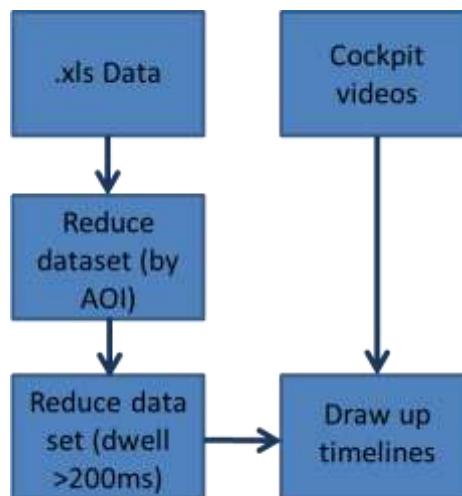 .xls Data
Cockpit
videos
Reduce
dataset (by
AOI)
Reduce data
set (dwell
>200ms)
Draw up
timelines